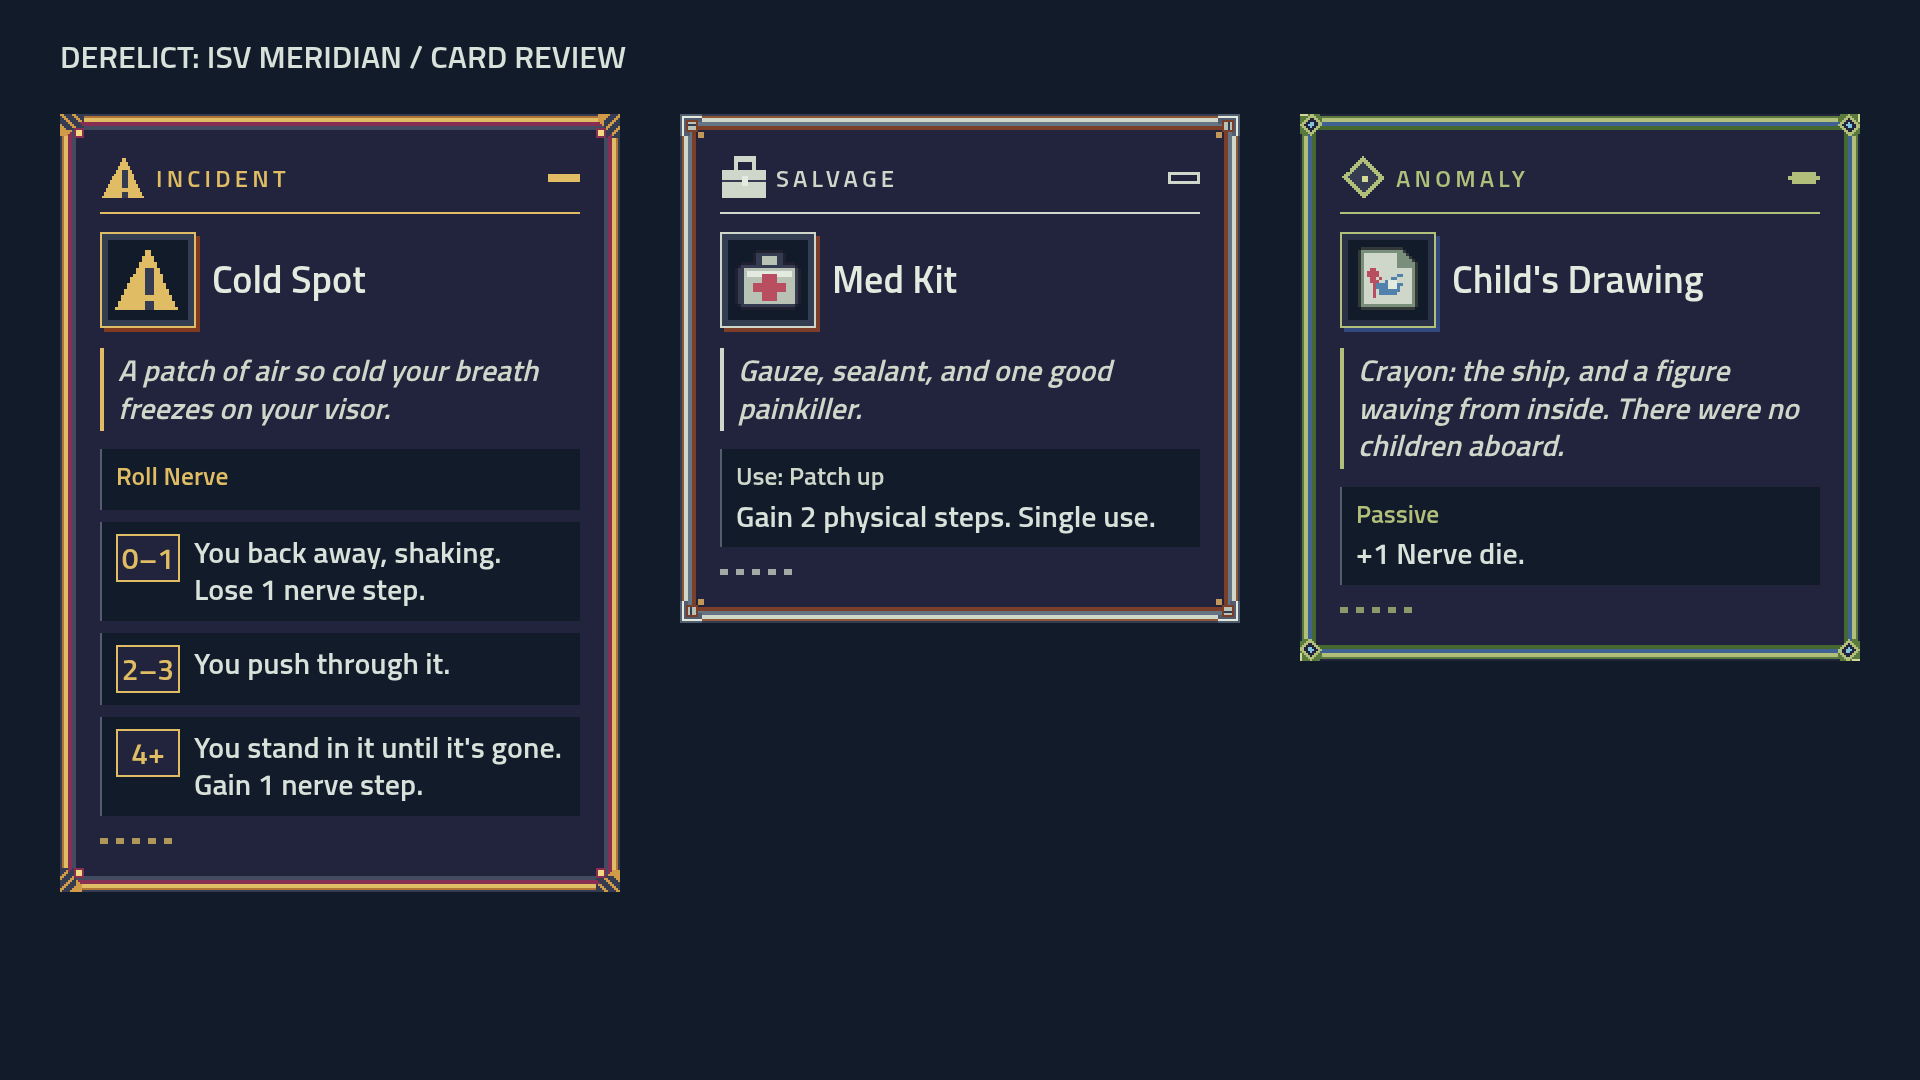 DERELICT: ISV MERIDIAN / CARD REVIEW
INCIDENT
Cold Spot
A patch of air so cold your breath
freezes on your visor.
Roll Nerve
0–1 You back away, shaking.
Lose 1 nerve step.
2–3 You push through it.
4+ You stand in it until it's gone.
Gain 1 nerve step.
SALVAGE
Med Kit
Gauze, sealant, and one good
painkiller.
Use: Patch up
Gain 2 physical steps. Single use.
ANOMALY
Child's Drawing
Crayon: the ship, and a figure
waving from inside. There were no
children aboard.
Passive
+1 Nerve die.